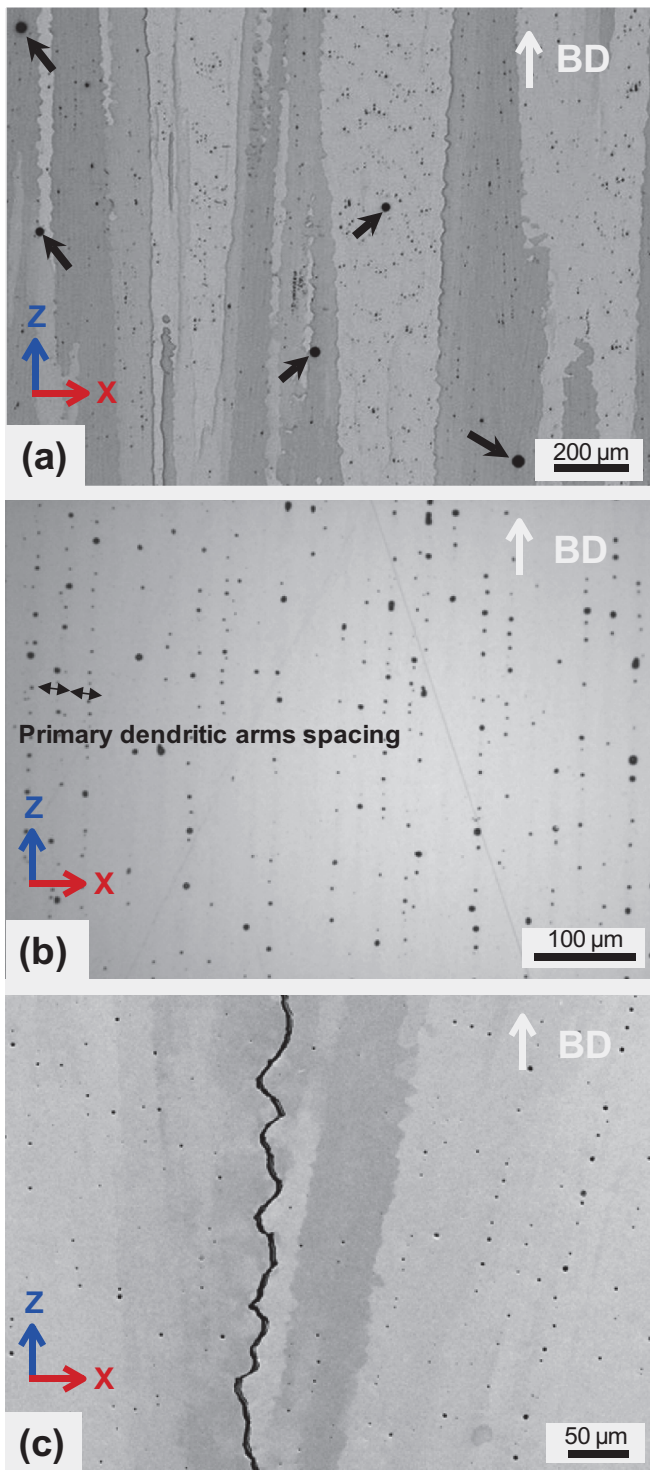 BD
Z
X
(a)
200 µm
BD
Primary dendritic arms spacing
Z
X
(b)
100 µm
BD
Z
X
(c)
50 µm